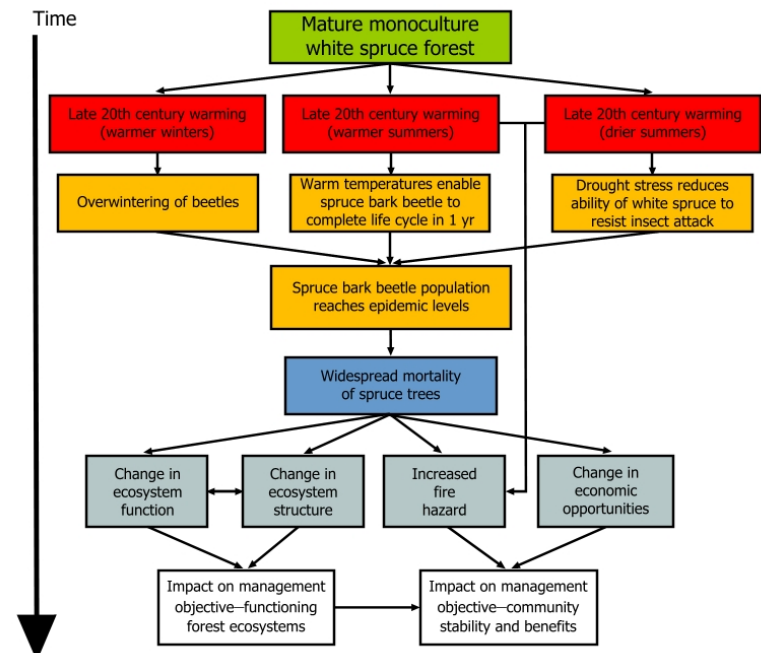 Time
Mature monoculture
white spruce forest
Late 20th century warming
(warmer winters)
Late 20th century warming
(warmer summers)
Late 20th century warming
(drier summers)
Overwintering of beetles
Warm temperatures enable
spruce bark beetle to
complete life cycle in 1 yr
Drought stress reduces
ability of white spruce to
resist insect attack
Spruce bark beetle population
reaches epidemic levels
Widespread mortality
of spruce trees
Change in
ecosystem
function
Change in
ecosystem
structure
Increased
fire
hazard
Change in
economic
opportunities
Impact on management
objective–functioning
forest ecosystems
Impact on management
objective–community
stability and benefits